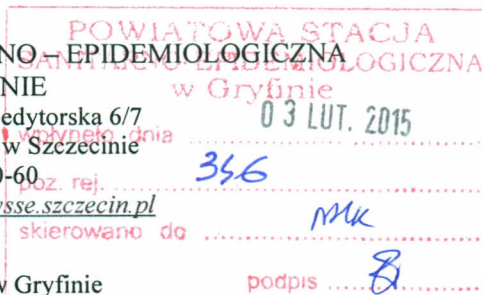 POWIATOWA STACJA
NO – EPIDEMIOLOGICZNA
SANITARNO EPIDEMIOLOGICZNA
NIE
w Gryfinie
edytorska 6/7
03 LUT. 2015
wpłynęło dnia
w Szczecinie
0-60
poz. rej. 346
sse.szczecin.pl
skierowano do
w Gryfinie
podpis